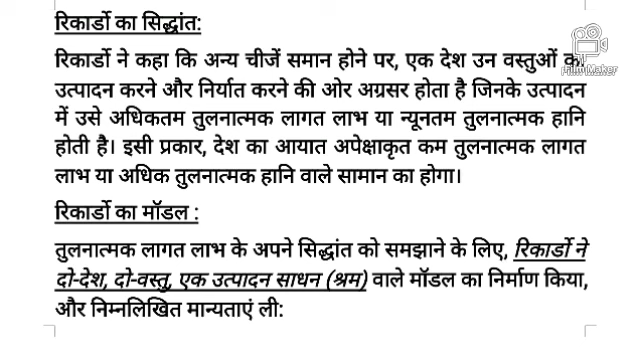 रिकार्डो का सिद्धांत:
रिकार्डो ने कहा कि अन्य चीजें समान होने पर, एक देश उन वस्तुओं का
उत्पादन करने और निर्यात करने की ओर अग्रसर होता है जिनके उत्पादन
में उसे अधिकतम तुलनात्मक लागत लाभ या न्यूनतम तुलनात्मक हानि
होती है। इसी प्रकार, देश का आयात अपेक्षाकृत कम तुलनात्मक लागत
लाभ या अधिक तुलनात्मक हानि वाले सामान का होगा।
रिकार्डो का मॉडल :
तुलनात्मक लागत लाभ के अपने सिद्धांत को समझाने के लिए, रिकार्डो ने
दो-देश, दो-वस्तु, एक उत्पादन साधन (श्रम) वाले मॉडल का निर्माण किया,
और निम्नलिखित मान्यताएं ली:
Film Maker